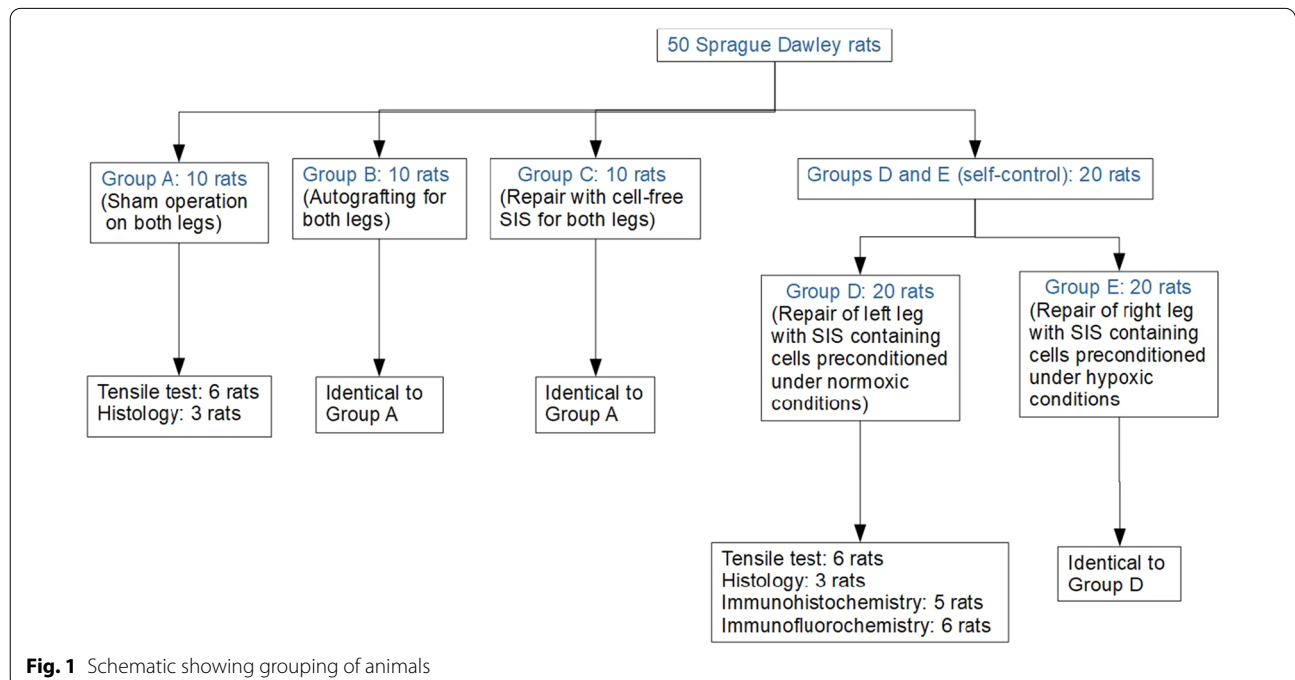 50 Sprague Dawley rats
Group A: 10 rats
(Sham operation
on both legs)
Group B: 10 rats
(Autografting for
both legs)
Group C: 10 rats
(Repair with cell-free
SIS for both legs)
Groups D and E (self-control): 20 rats
Group D: 20 rats
(Repair of left leg
with SIS containing
cells preconditioned
under normoxic
conditions)
Group E: 20 rats
(Repair of right leg
with SIS containing
cells preconditioned
under hypoxic
conditions
Tensile test: 6 rats
Histology: 3 rats
Identical to
Group A
Identical to
Group A
Tensile test: 6 rats
Histology: 3 rats
Immunohistochemistry: 5 rats
Immunofluorochemistry: 6 rats
Identical to
Group D
Fig. 1 Schematic showing grouping of animals